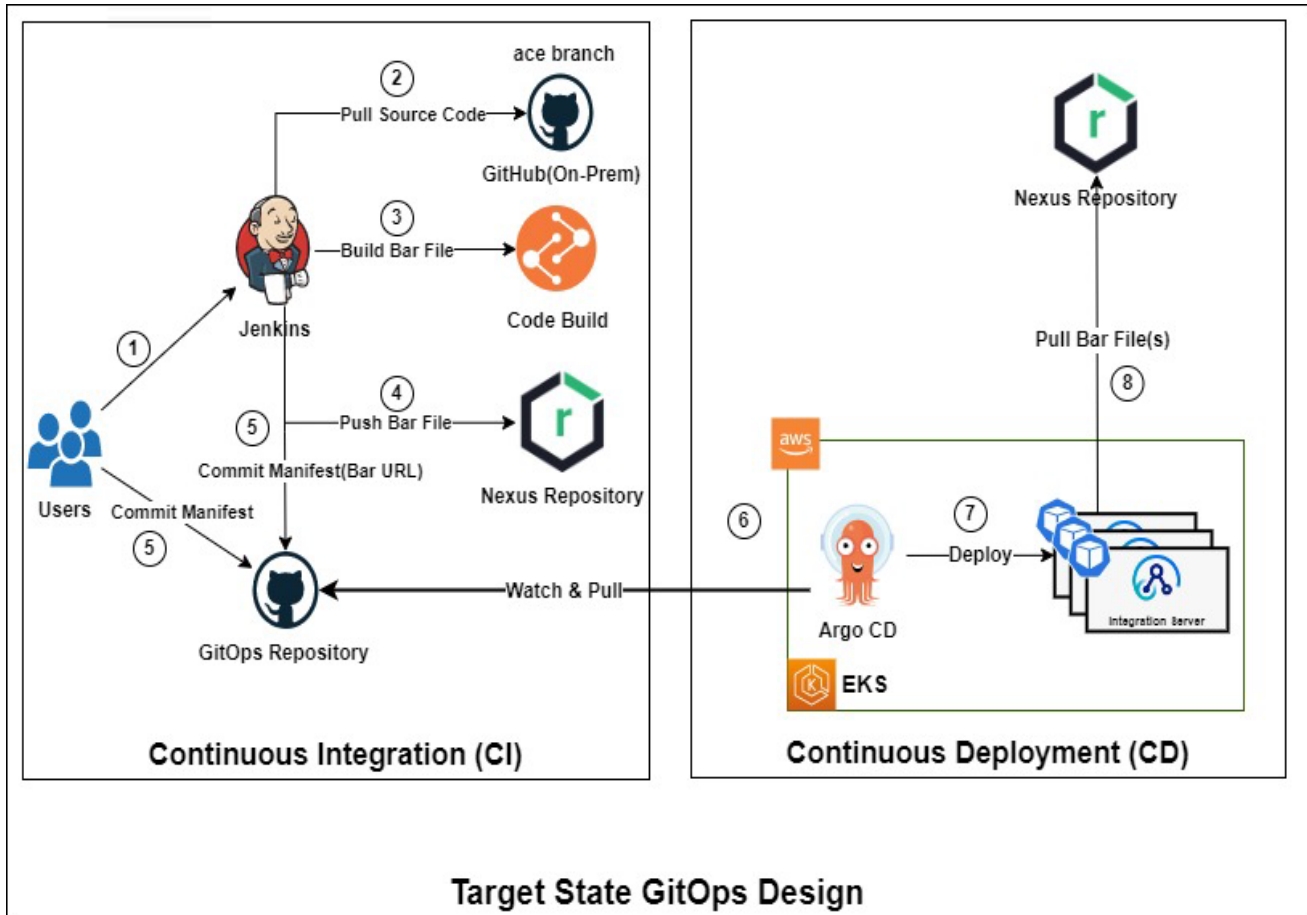 ace branch
2
Pull Source Code
GitHub(On-Prem)
3
Build Bar File
Code Build
Jenkins
1
4
Push Bar File
5
Commit Manifest(Bar URL)
Nexus Repository
Users
Commit Manifest
5
GitOps Repository
Continuous Integration (CI)
r
Nexus Repository
Pull Bar File(s)
8
aws
6
7
Deploy
Watch & Pull
Argo CD
Integration Server
K
EKS
Continuous Deployment (CD)
r
Target State GitOps Design